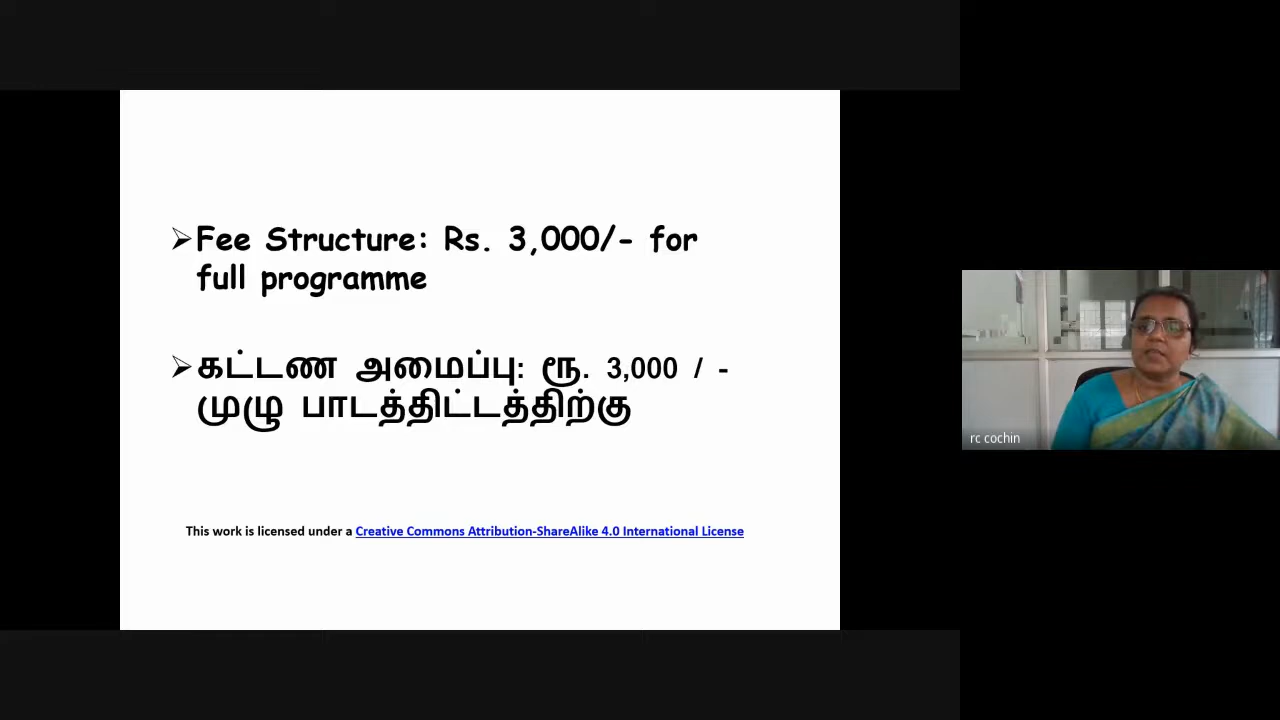 ➢Fee Structure: Rs. 3,000/- for
full programme
➢கட்டண அமைப்பு: ரூ. 3,000 / -
முழு பாடத்திட்டத்திற்கு
This work is licensed under a Creative Commons Attribution-ShareAlike 4.0 International License
rc cochin